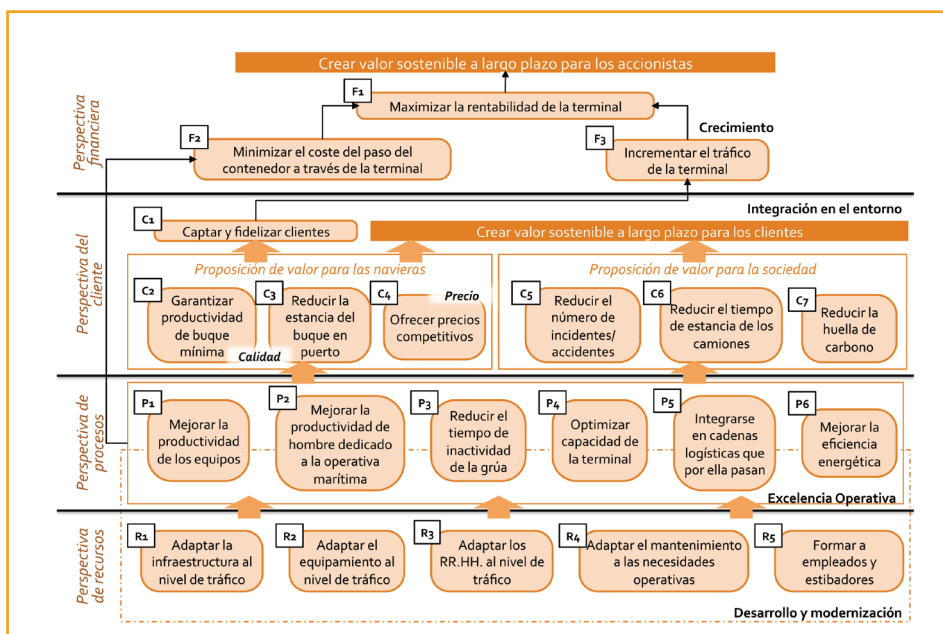 Crear valor sostenible a largo plazo para los accionistas
Perspectiva
financiera
F1
Maximizar la rentabilidad de la terminal
Crecimiento
F2
Minimizar el coste del paso del
contenedor a través de la terminal
F3
Incrementar el tráfico
de la terminal
Integración en el entorno
Perspectiva del
cliente
C1
Captar y fidelizar clientes
Crear valor sostenible a largo plazo para los clientes
Proposición de valor para las navieras
C2
Garantizar
productividad
de buque
mínima
C3
Reducir la
estancia del
buque en
puerto
Calidad
C4
Precio
Ofrecer precios
competitivos
Proposición de valor para la sociedad
C5
Reducir el
número de
incidentes/
accidentes
C6
Reducir el tiempo
de estancia de los
camiones
C7
Reducir la
huella de
carbono
Perspectiva de
procesos
P1
Mejorar la
productividad
de los equipos
P2
Mejorar la
productividad de
hombre dedicado
a la operativa
marítima
P3
Reducir el
tiempo de
inactividad
de la grúa
P4
Optimizar
capacidad de
la terminal
P5
Integrarse
en cadenas
logísticas que
por ella pasan
P6
Mejorar la
eficiencia
energética
Excelencia Operativa
Perspectiva
de recursos
R1
Adaptar la
infraestructura al
nivel de tráfico
R2
Adaptar el
equipamiento al
nivel de tráfico
R3
Adaptar los
RR.HH. al nivel de
tráfico
R4
Adaptar el mantenimiento
a las necesidades
operativas
R5
Formar a
empleados y
estibadores
Desarrollo y modernización